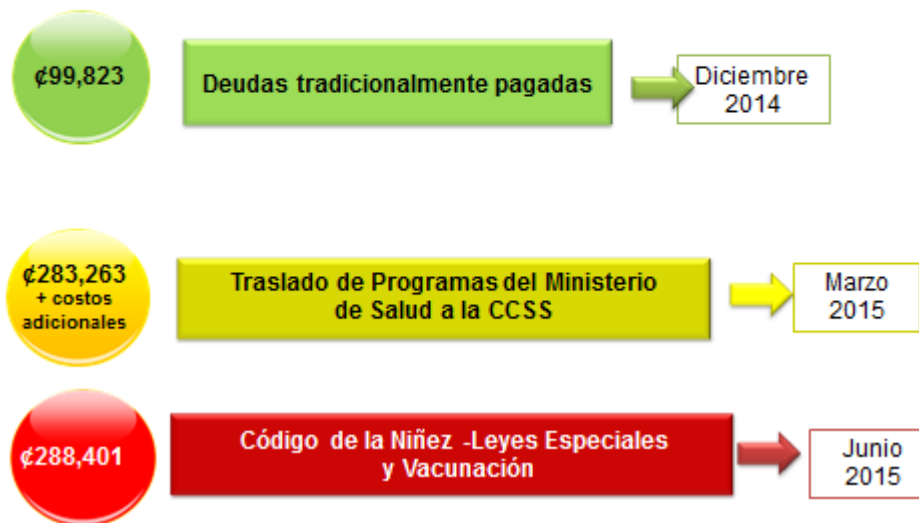 ¢99,823
Deudas tradicionalmente pagadas
Diciembre
2014
¢283,263
+ costos
adicionales
Traslado de Programas del Ministerio
de Salud a la CCSS
Marzo
2015
¢288,401
Código de la Niñez -Leyes Especiales
y Vacunación
Junio
2015